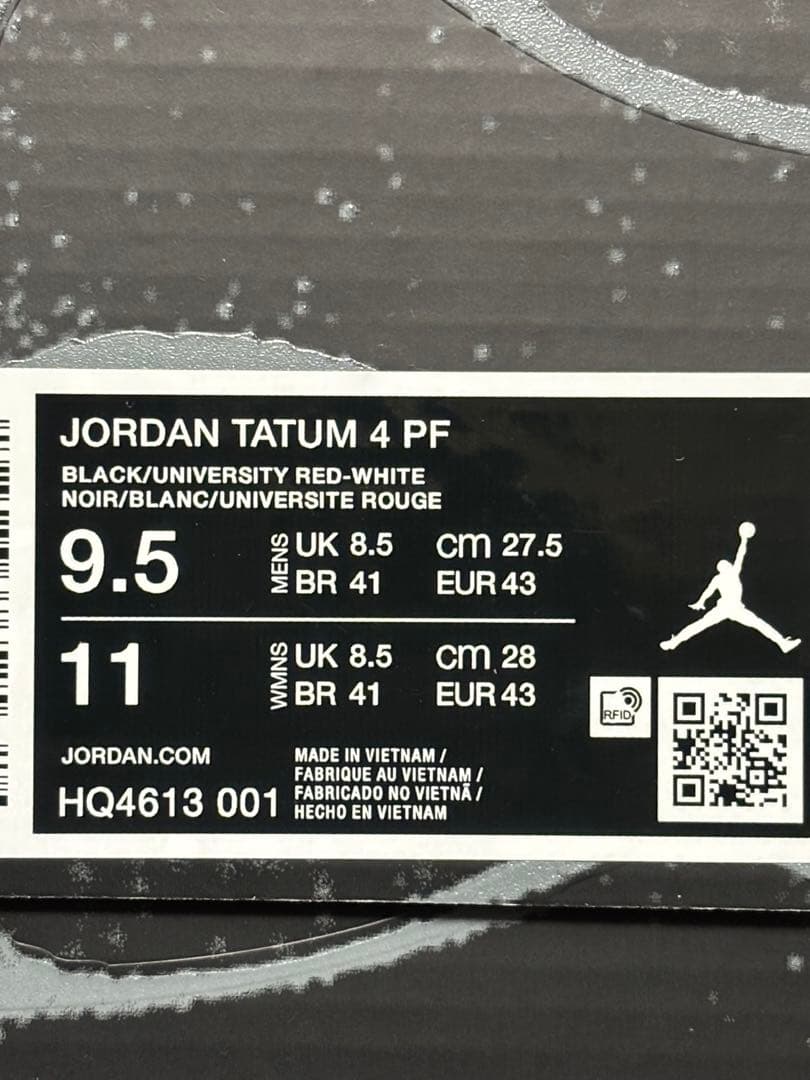 JORDAN TATUM 4 PF
BLACK/UNIVERSITY RED-WHITE
NOIR/BLANC/UNIVERSITE ROUGE
9.5 MENS UK 8.5 cm 27.5
BR 41 EUR 43
11 WMNS UK 8.5 cm 28
BR 41 EUR 43
RFID
JORDAN.COM
HQ4613 001
MADE IN VIETNAM /
FABRIQUE AU VIETNAM /
FABRICADO NO VIETNÃ /
HECHO EN VIETNAM